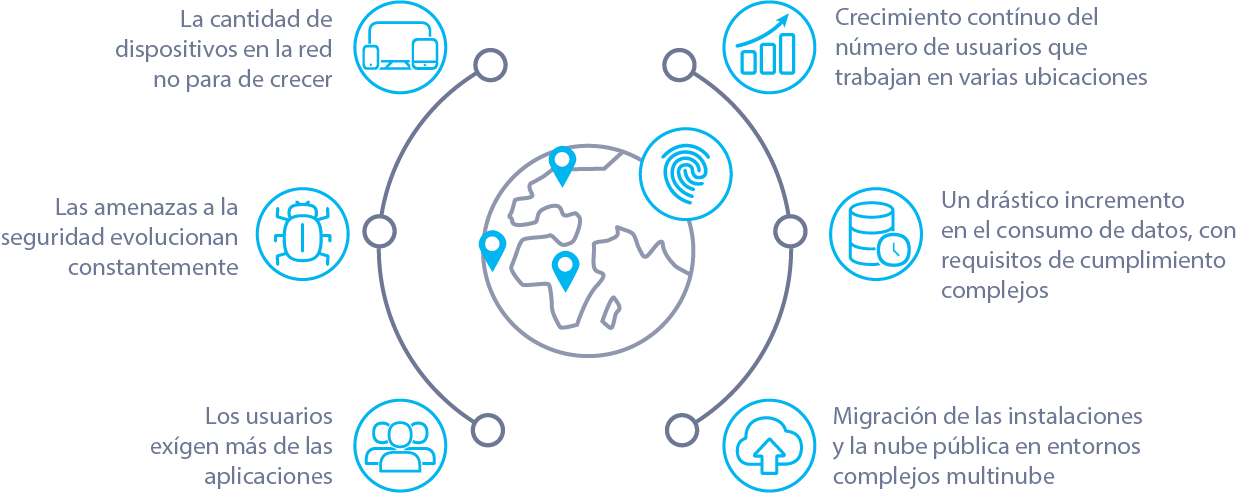 La cantidad de
dispositivos en la red
no para de crecer
Crecimiento contínuo del
número de usuarios que
trabajan en varias ubicaciones
Las amenazas a la
seguridad evolucionan
constantemente
Un drástico incremento
en el consumo de datos, con
requisitos de cumplimiento
complejos
Los usuarios
exígen más de las
aplicaciones
Migración de las instalaciones
y la nube pública en entornos
complejos multinube